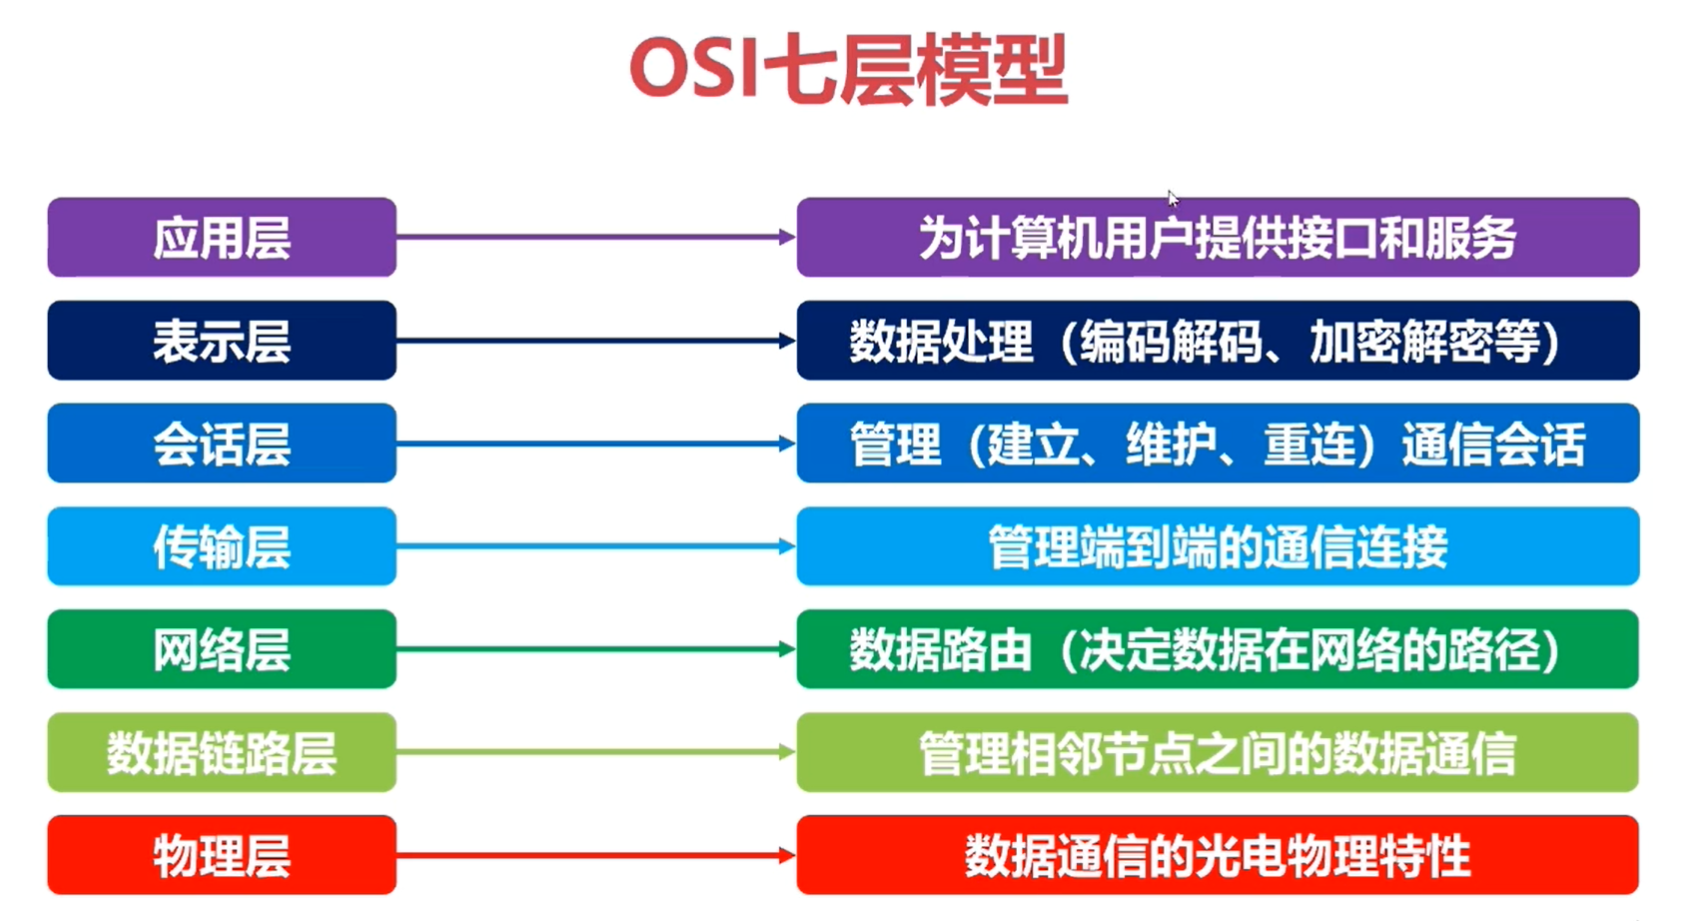 OSI七层模型
应用层
为计算机用户提供接口和服务
表示层
数据处理（编码解码、加密解密等）
会话层
管理（建立、维护、重连）通信会话
传输层
管理端到端的通信连接
网络层
数据路由（决定数据在网络的路径）
数据链路层
管理相邻节点之间的数据通信
物理层
数据通信的光电物理特性